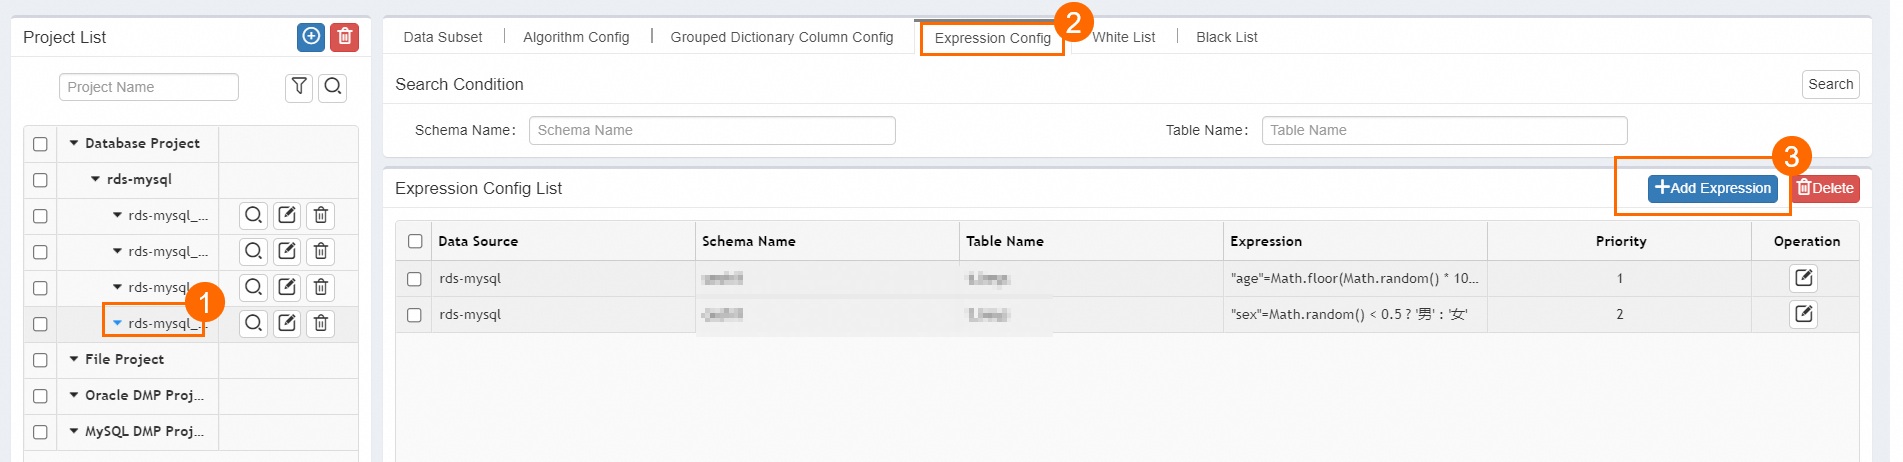 Project List
Project Name
Database Project
rds-mysql
rds-mysql_...
rds-mysql_...
rds-mysql
1
rds-mysql_...
File Project
Oracle DMP Proj...
MySQL DMP Proj...
Data Subset | Algorithm Config | Grouped Dictionary Column Config Expression Config White List | Black List
2
Search Condition Search
Schema Name: Schema Name Table Name: Table Name
3
Expression Config List Add Expression Delete
Data Source Schema Name Table Name Expression Priority Operation
rds-mysql "age"=Math.floor(Math.random() * 10... 1
rds-mysql "sex"=Math.random() < 0.5 ? '男' : '女' 2